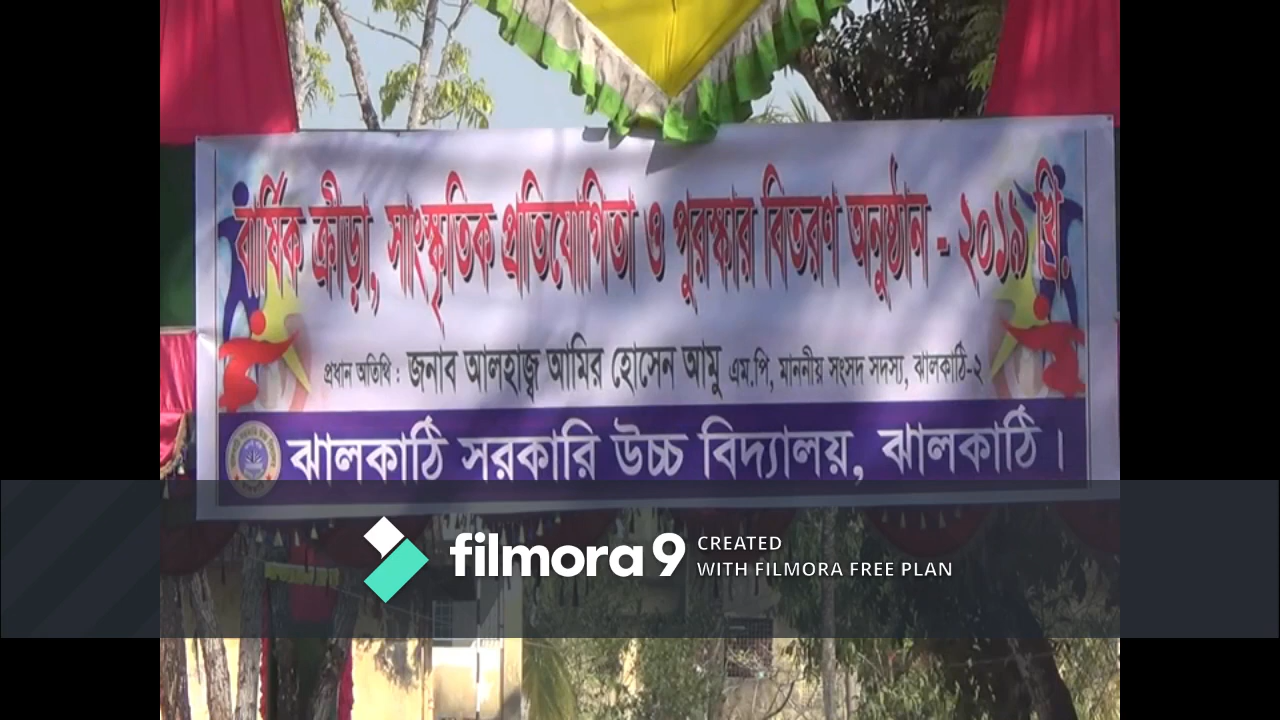 বার্ষিক ক্রীড়া, সাংস্কৃতিক প্রতিযোগিতা ও পুরস্কার বিতরণ অনুষ্ঠান - ২০১৯ খ্রি.
প্রধান অতিথি : জনাব আলহাজ্ব আমির হোসেন আমু এম.পি, মাননীয় সংসদ সদস্য, ঝালকাঠি-২
ঝালকাঠি সরকারি উচ্চ বিদ্যালয়, ঝালকাঠি।
filmora 9 CREATED
WITH FILMORA FREE PLAN